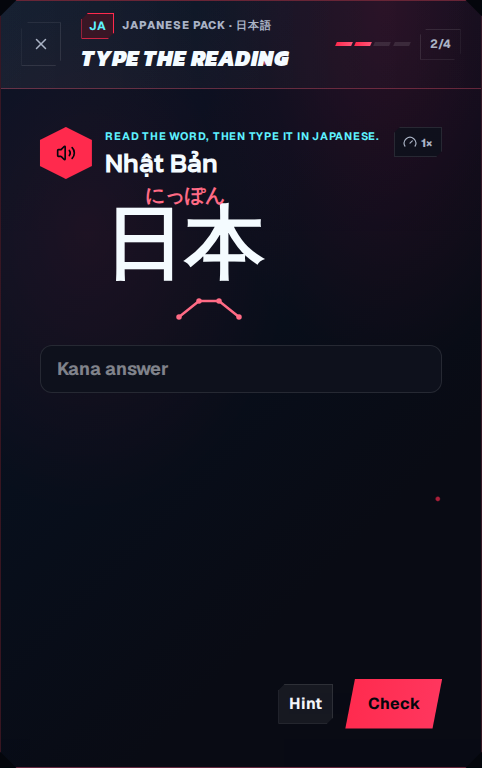 JA JAPANESE PACK · 日本語
TYPE THE READING
2/4
READ THE WORD, THEN TYPE IT IN JAPANESE.
1×
Nhật Bản
にっぽん
日本
Kana answer
Hint
Check